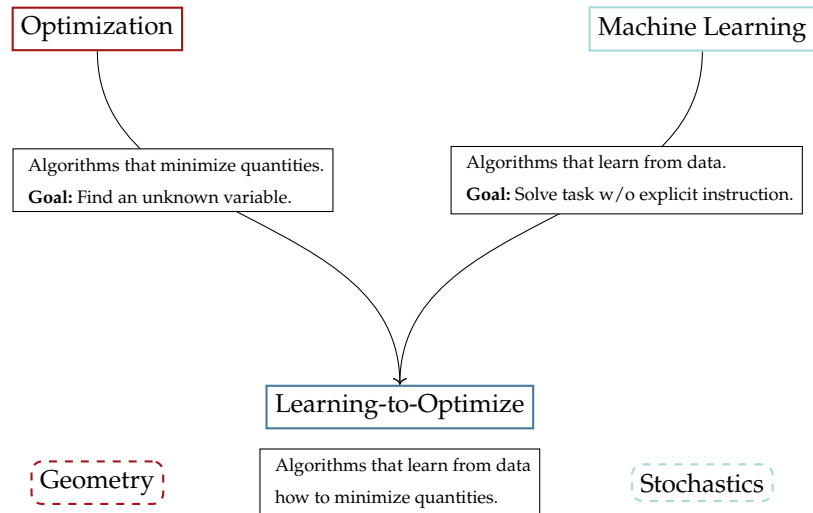 Optimization
Machine Learning
Algorithms that minimize quantities.
Goal: Find an unknown variable.
Algorithms that learn from data.
Goal: Solve task w/o explicit instruction.
Learning-to-Optimize
Geometry
Algorithms that learn from data
how to minimize quantities.
Stochastics